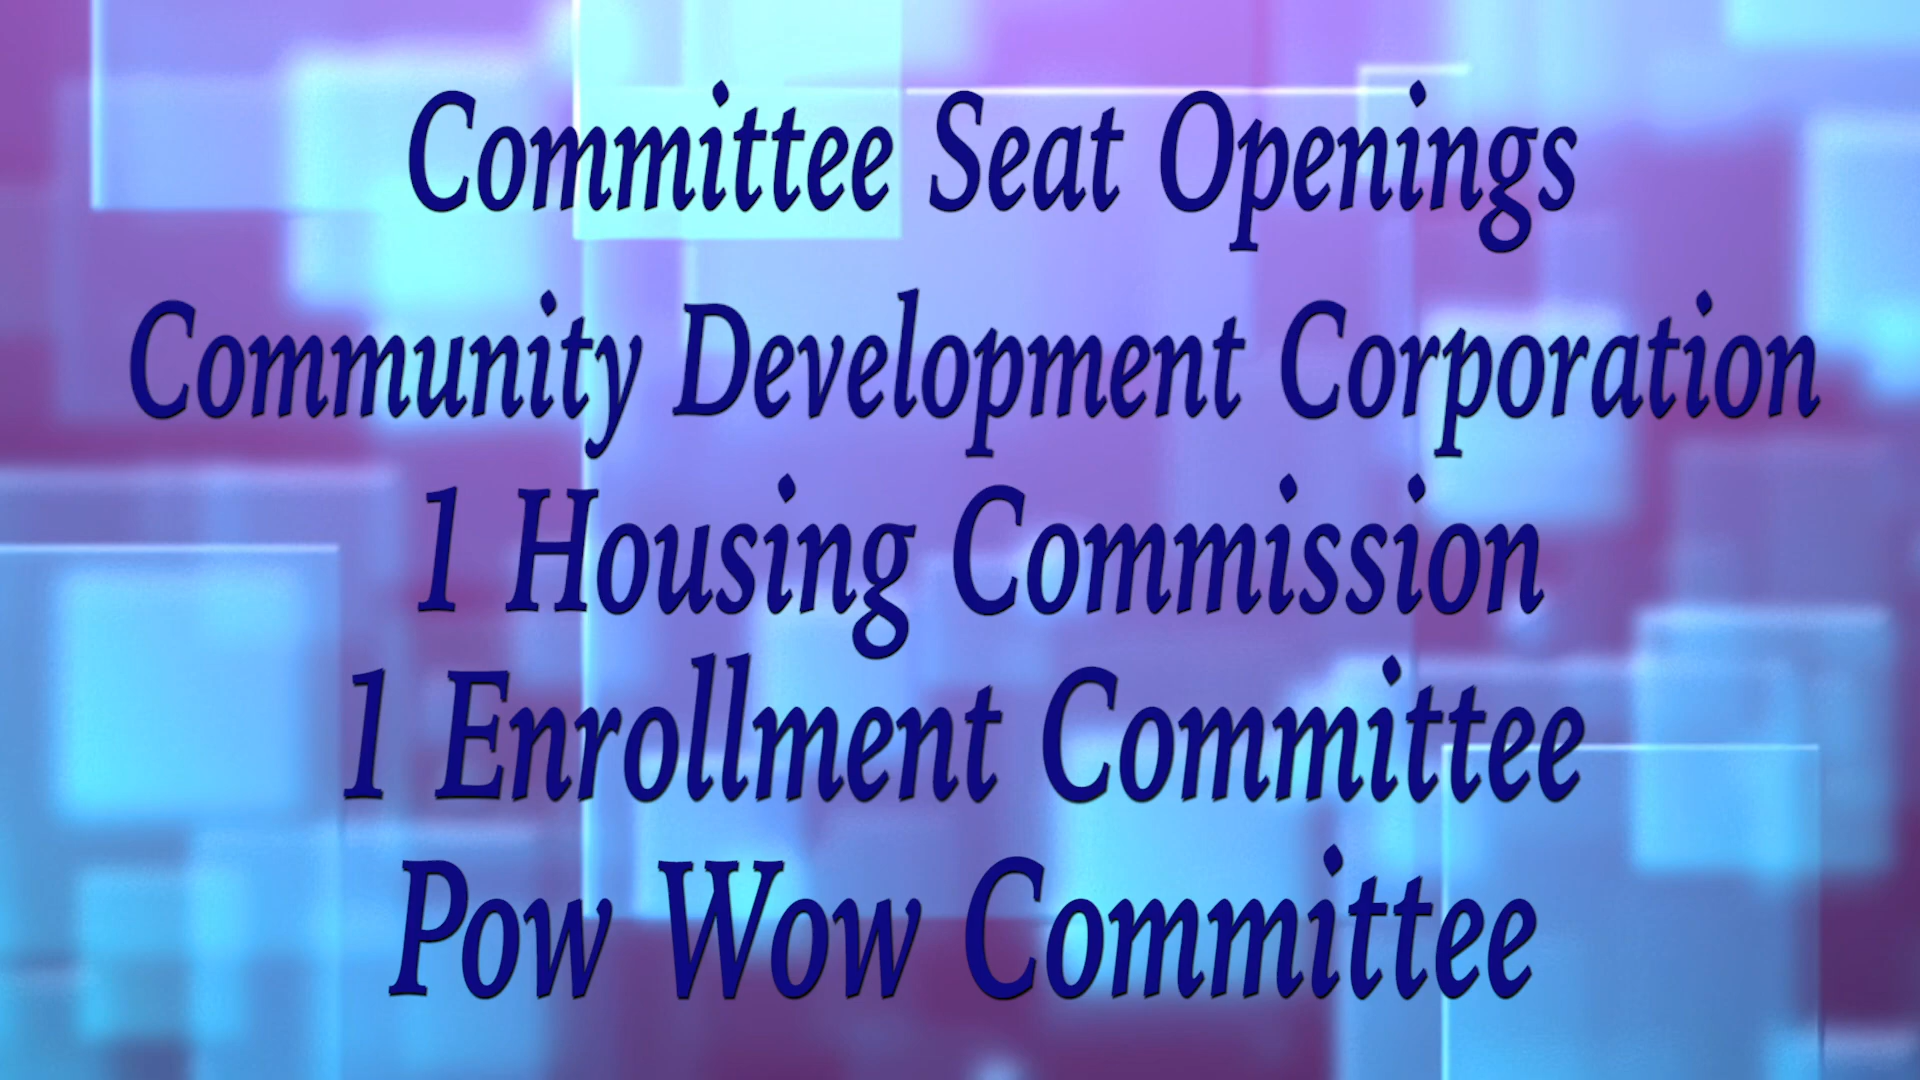 Committee Seat Openings
Community Development Corporation
1 Housing Commission
1 Enrollment Committee
Pow Wow Committee